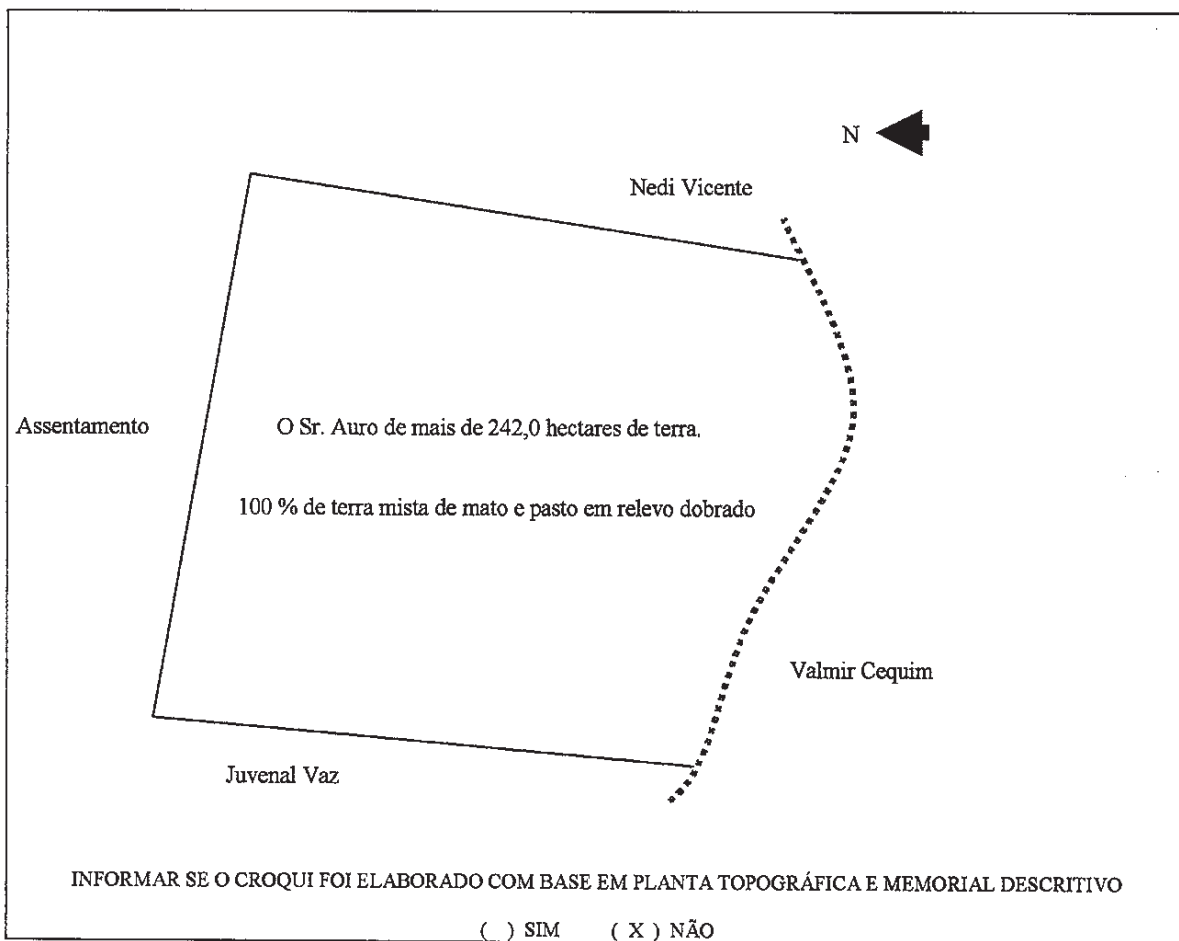 N
Nedi Vicente
Assentamento
O Sr. Auro de mais de 242,0 hectares de terra.
100 % de terra mista de mato e pasto em relevo dobrado
Valmir Cequim
Juvenal Vaz
INFORMAR SE O CROQUI FOI ELABORADO COM BASE EM PLANTA TOPOGRÁFICA E MEMORIAL DESCRITIVO
( ) SIM ( X ) NÃO